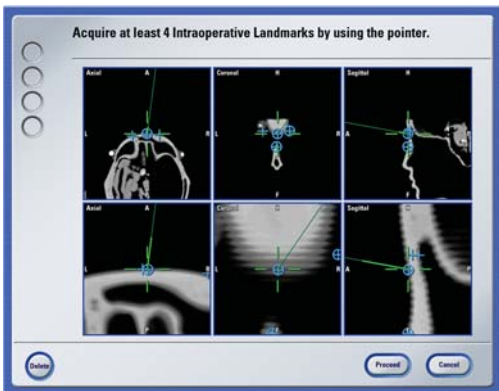 Acquire at least 4 Intraoperative Landmarks by using the pointer.
Axial A Coronal H Sagittal H
L R L R A
F F
Axial A Coronal Sagittal H
L R L R A P
P F F
Delete Proceed Cancel